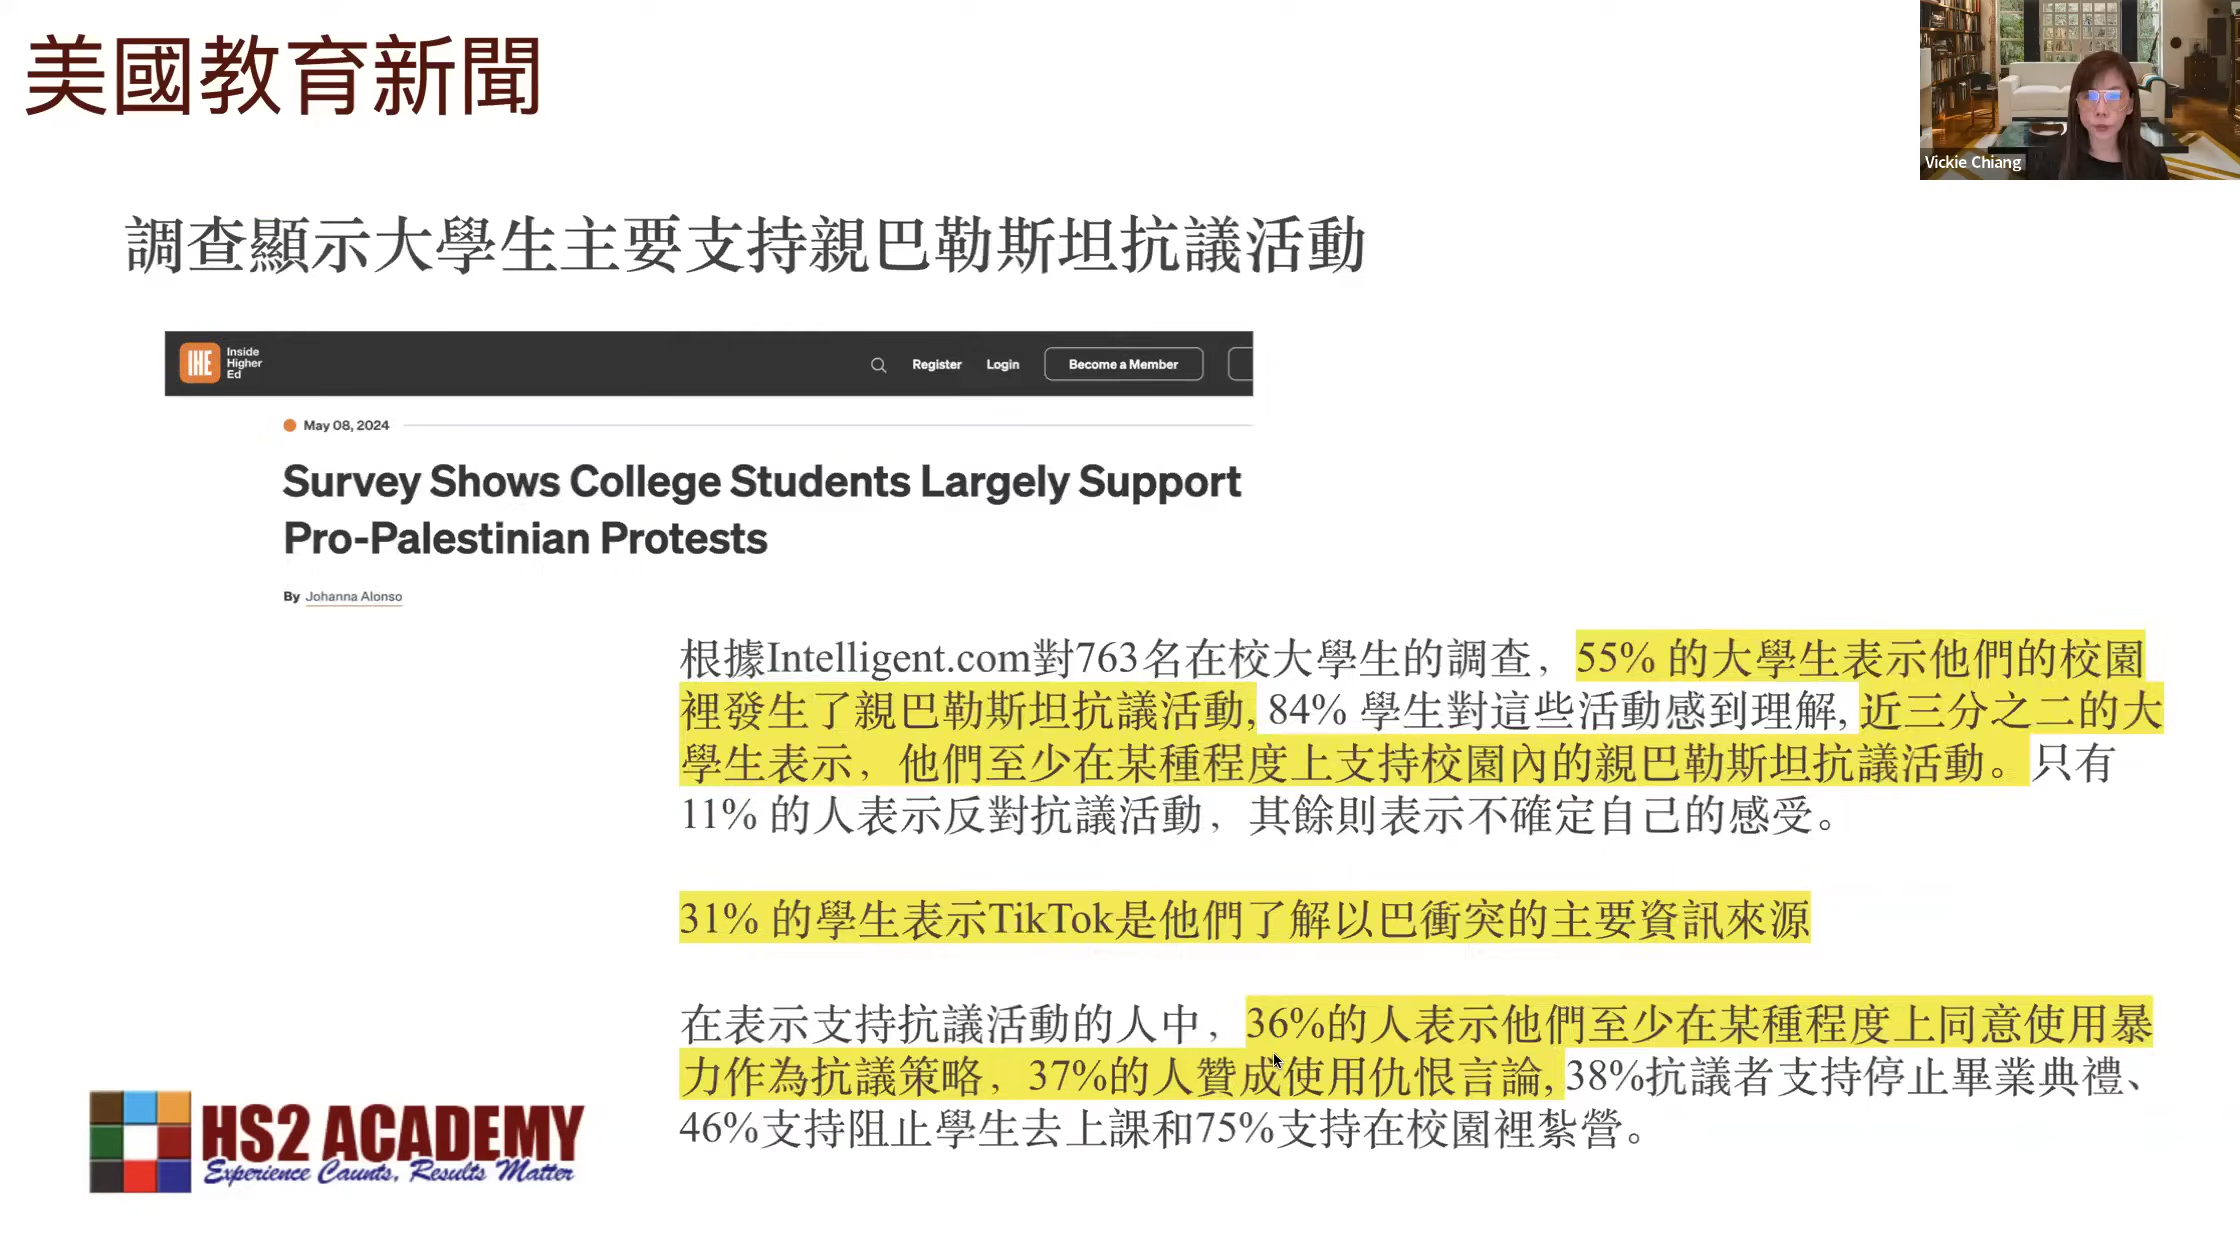 美國教育新聞
Vickie Chiang
調查顯示大學生主要支持親巴勒斯坦抗議活動
IHE
Inside
Higher
Ed
Register Login Become a Member
May 08, 2024
Survey Shows College Students Largely Support
Pro-Palestinian Protests
By Johanna Alonso
根據Intelligent.com對763名在校大學生的調查，55% 的大學生表示他們的校園
裡發生了親巴勒斯坦抗議活動, 84% 學生對這些活動感到理解, 近三分之二的大
學生表示，他們至少在某種程度上支持校園內的親巴勒斯坦抗議活動。只有
11% 的人表示反對抗議活動，其餘則表示不確定自己的感受。
31% 的學生表示TikTok是他們了解以巴衝突的主要資訊來源
在表示支持抗議活動的人中，36%的人表示他們至少在某種程度上同意使用暴
力作為抗議策略，37%的人贊成使用仇恨言論, 38%抗議者支持停止畢業典禮、
46%支持阻止學生去上課和75%支持在校園裡紮營。
HS2 ACADEMY
Experience Counts, Results Matter